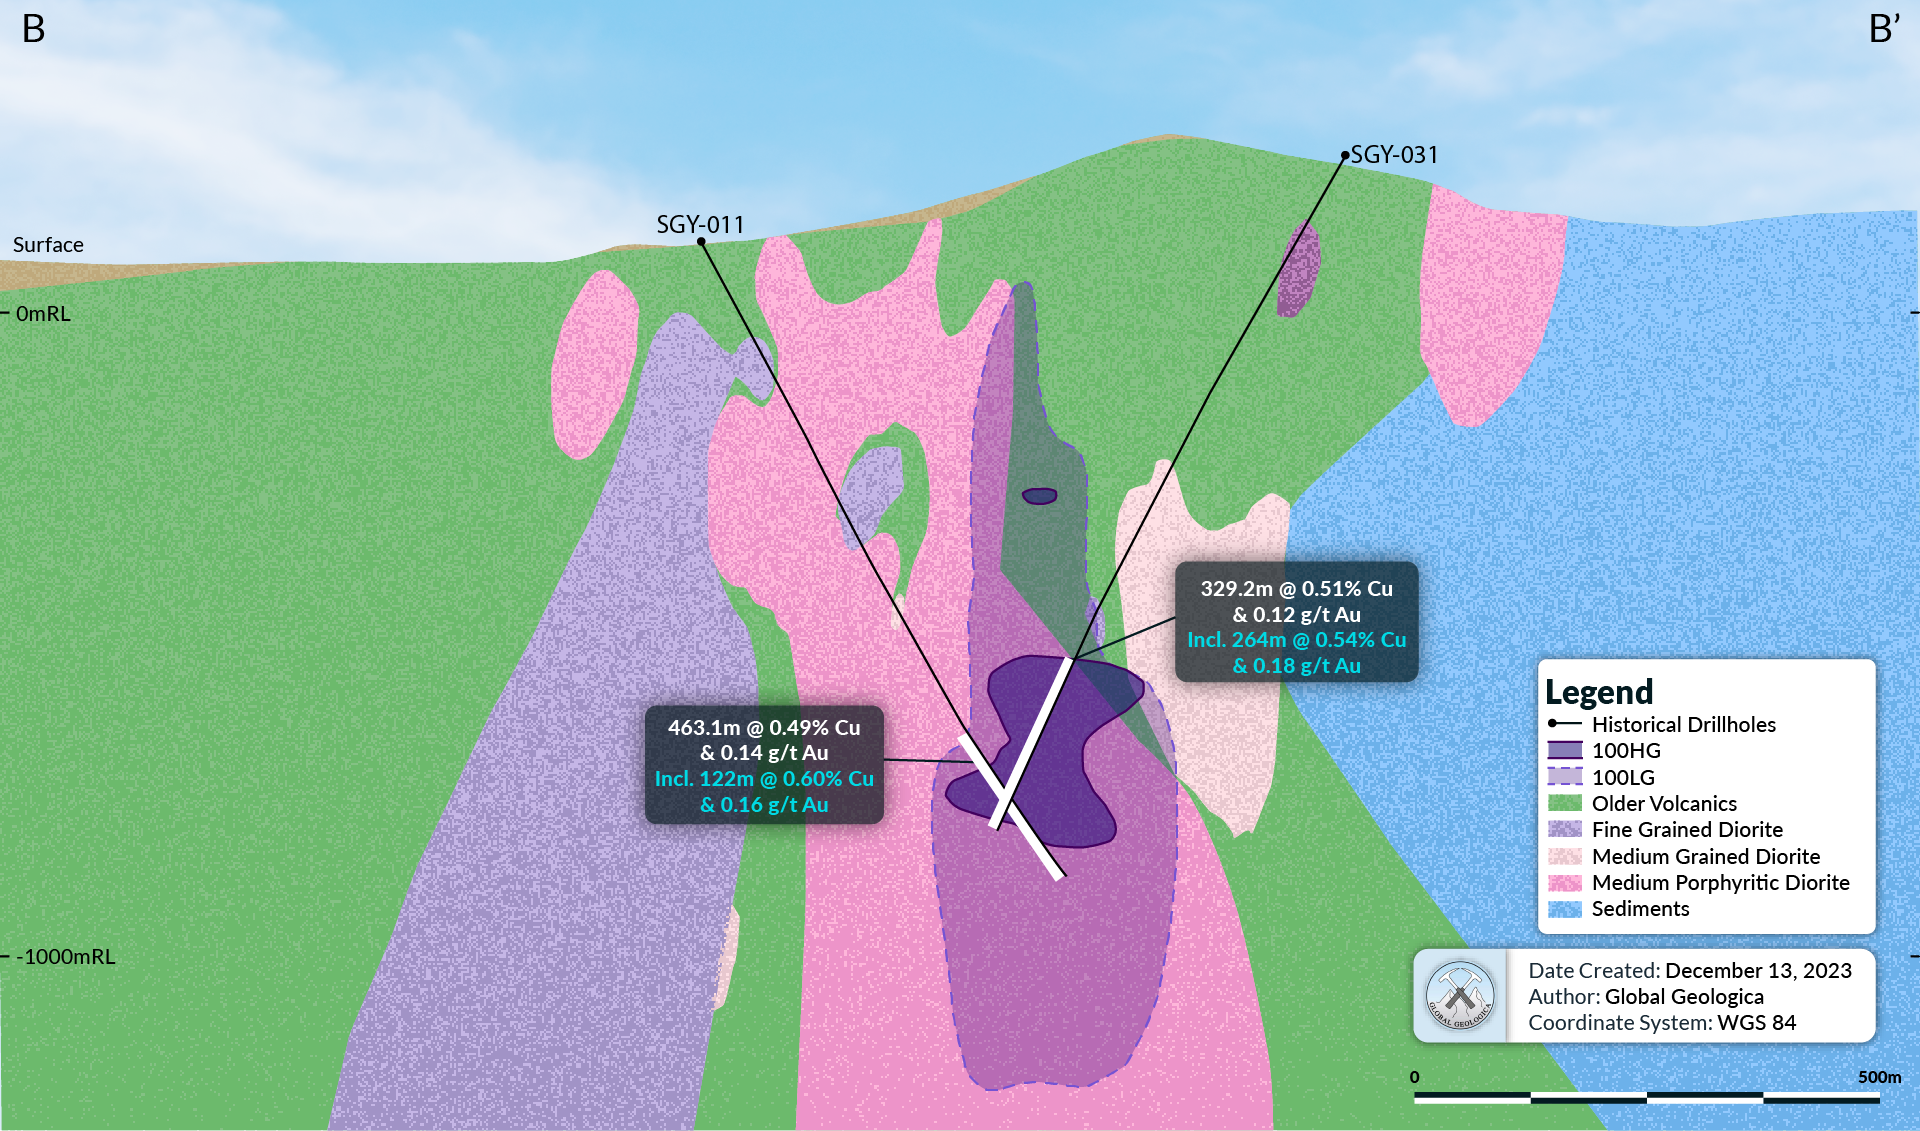 B
B’
SGY-031
SGY-011
Surface
0mRL
329.2m @ 0.51% Cu
& 0.12 g/t Au
Incl. 264m @ 0.54% Cu
& 0.18 g/t Au
463.1m @ 0.49% Cu
& 0.14 g/t Au
Incl. 122m @ 0.60% Cu
& 0.16 g/t Au
-1000mRL
Legend
Historical Drillholes
100HG
100LG
Older Volcanics
Fine Grained Diorite
Medium Grained Diorite
Medium Porphyritic Diorite
Sediments
GLOBAL GEOLOGICA
Date Created: December 13, 2023
Author: Global Geologica
Coordinate System: WGS 84
0
500m